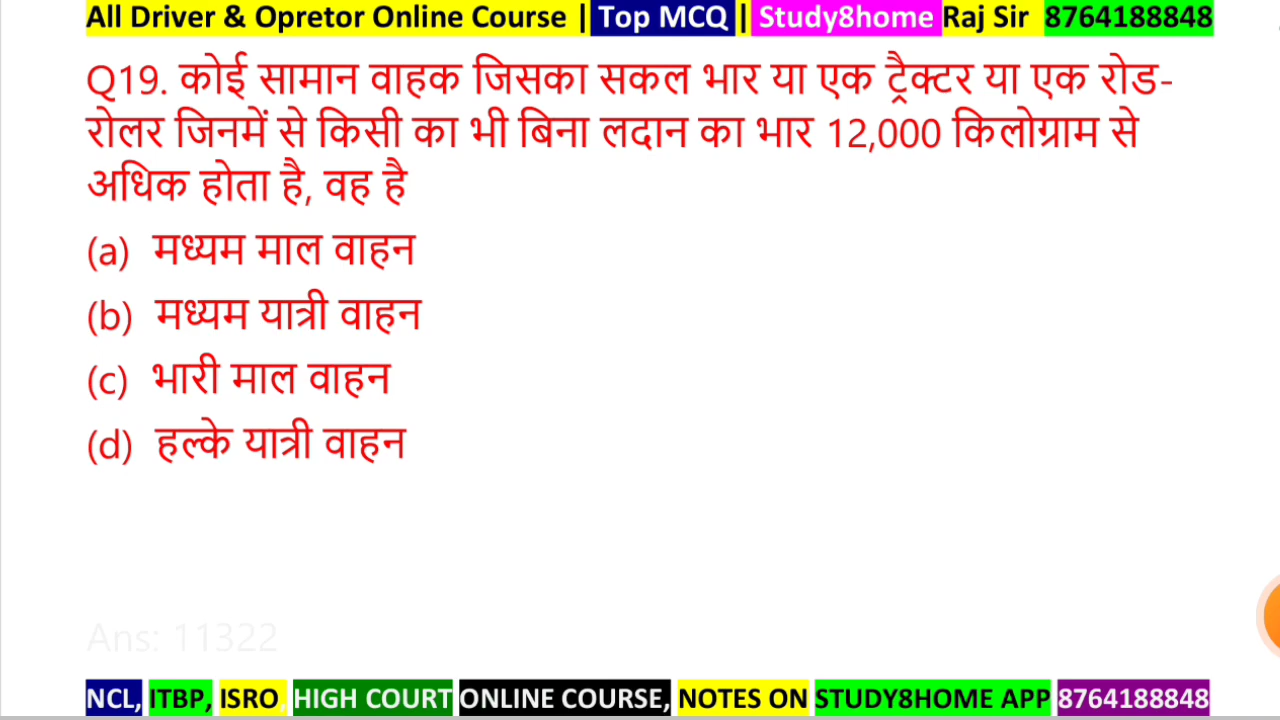 All Driver & Opretor Online Course | Top MCQ | Study8home Raj Sir 8764188848
Q19. कोई सामान वाहक जिसका सकल भार या एक ट्रैक्टर या एक रोड-
रोलर जिनमें से किसी का भी बिना लदान का भार 12,000 किलोग्राम से
अधिक होता है, वह है
(a) मध्यम माल वाहन
(b) मध्यम यात्री वाहन
(c) भारी माल वाहन
(d) हल्के यात्री वाहन
Ans: 11322
NCL, ITBP, ISRO, HIGH COURT ONLINE COURSE, NOTES ON STUDY8HOME APP 8764188848